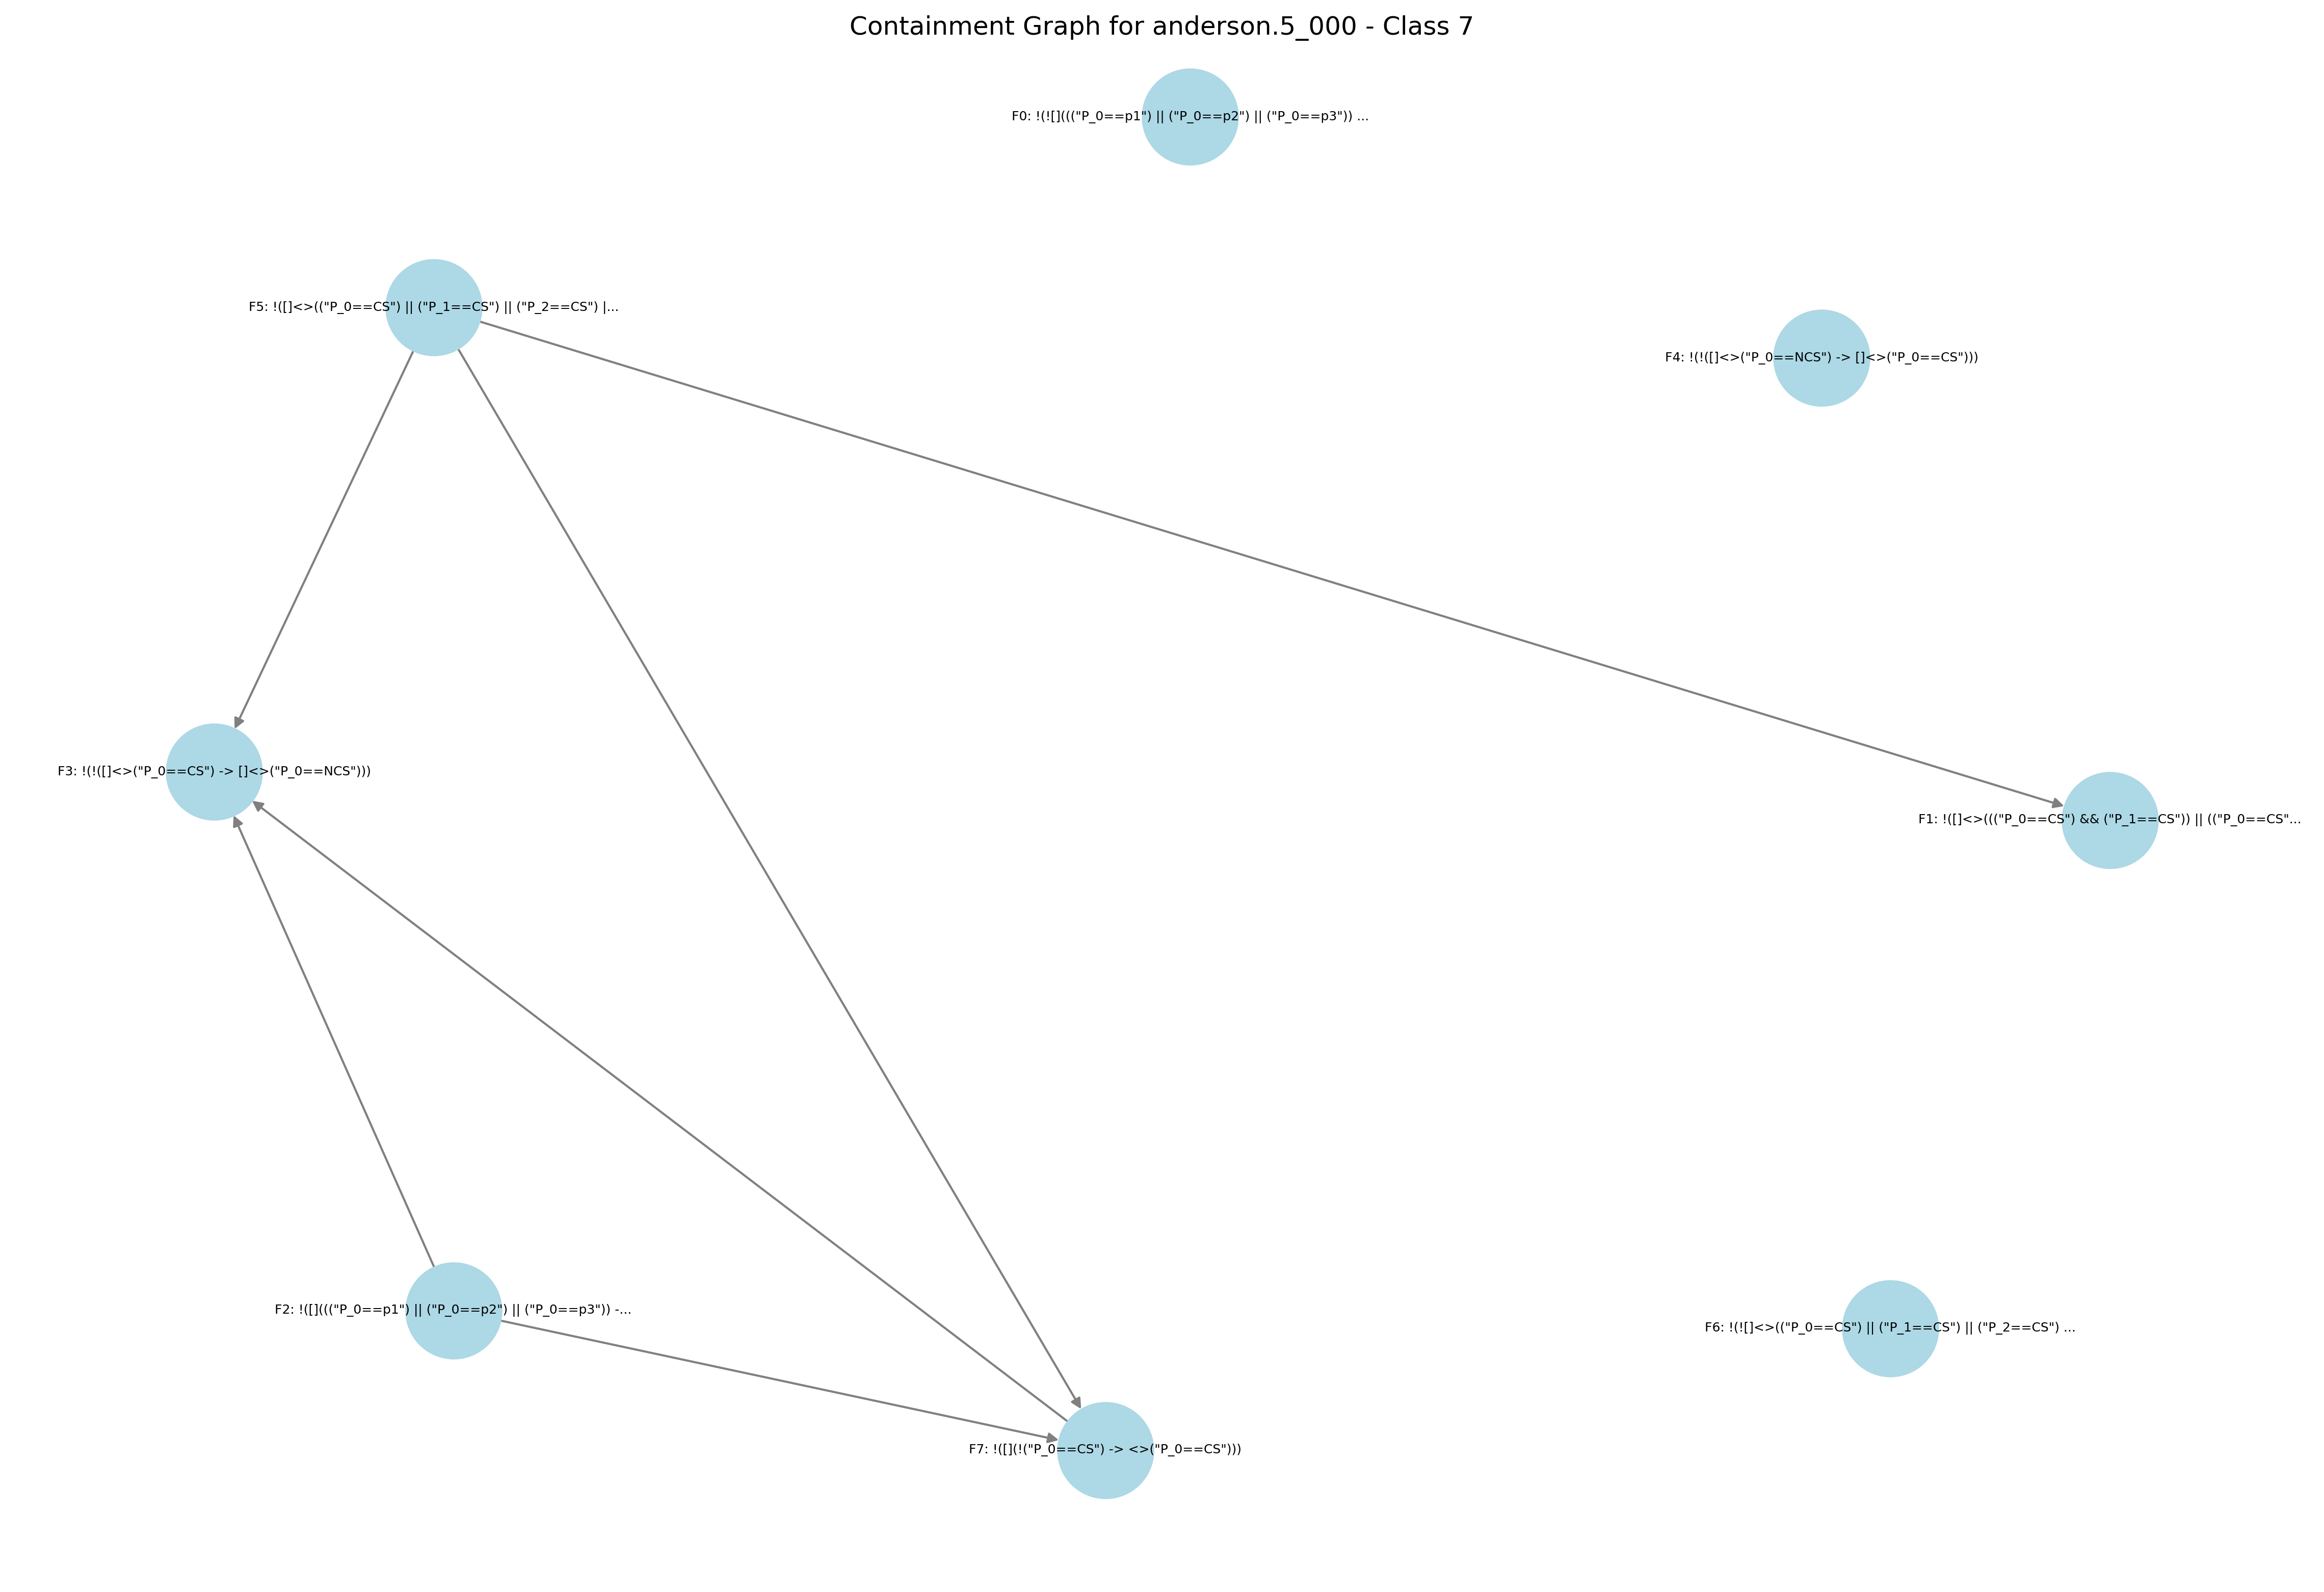 Containment Graph for anderson.5_000 - Class 7
F0: !(![]((("P_0==p1") || ("P_0==p2") || ("P_0==p3")) ...
F5: !([]<>(("P_0==CS") || ("P_1==CS") || ("P_2==CS") |...
F4: !(!([]<>("P_0==NCS") -> []<>("P_0==CS")))
F3: !(!([]<>("P_0==CS") -> []<>("P_0==NCS")))
F1: !([]<>((("P_0==CS") && ("P_1==CS")) || (("P_0==CS"...
F2: !([]((("P_0==p1") || ("P_0==p2") || ("P_0==p3")) -...
F6: !(![]<>(("P_0==CS") || ("P_1==CS") || ("P_2==CS") ...
F7: !([](!("P_0==CS") -> <>("P_0==CS")))